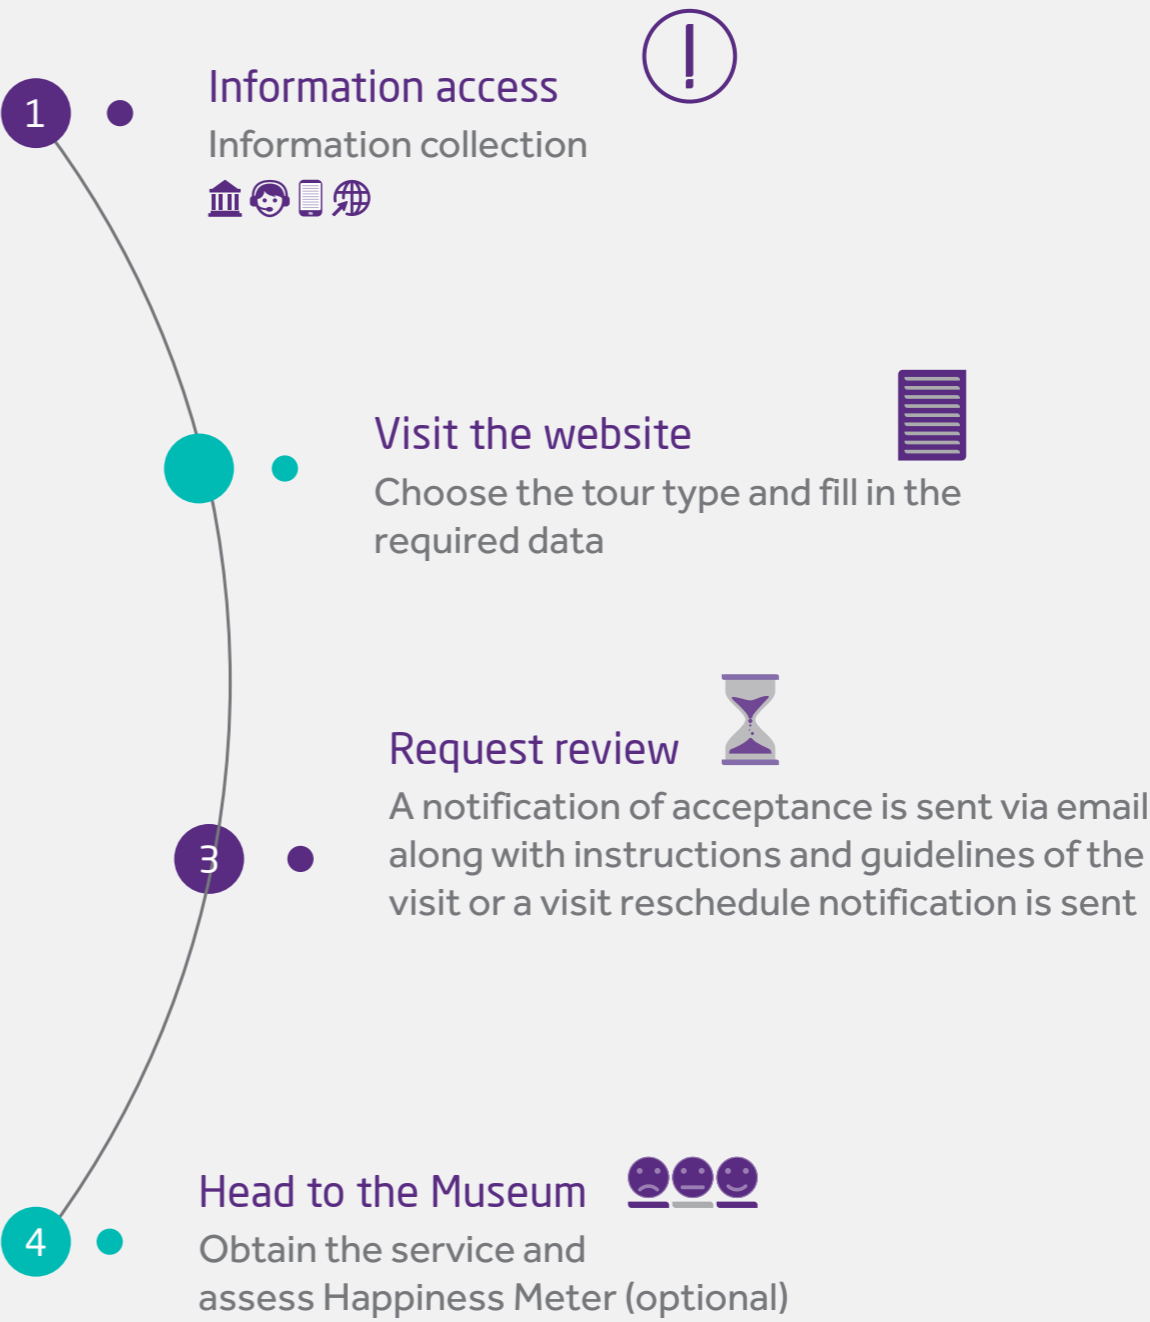 1
Information access
Information collection
Visit the website
Choose the tour type and fill in the
required data
Request review
A notification of acceptance is sent via email
3
along with instructions and guidelines of the
visit or a visit reschedule notification is sent
Head to the Museum
4
Obtain the service and
assess Happiness Meter (optional)